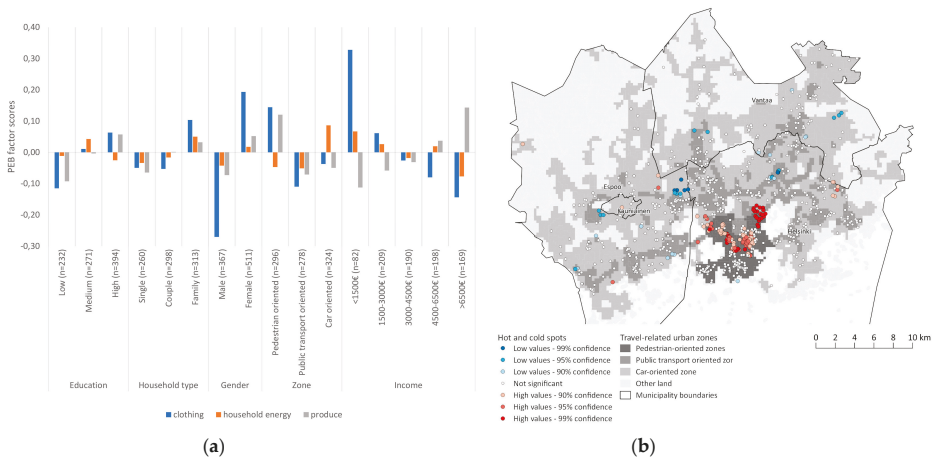 0,40
0,30
0,20
0,10
0,00
-0,10
-0,20
-0,30
PEB factor scores
Low (n=232)
Medium (n=271)
High (n=394)
Single (n=260)
Couple (n=298)
Family (n=313)
Male (n=367)
Female (n=511)
Pedestrian oriented (n=296)
Public transport oriented (n=278)
Car oriented (n=324)
<1500€ (n=82)
1500-3000€ (n=209)
3000-4500€ (n=190)
4500-6500€ (n=198)
>6500€ (n=169)
Education
Household type
Gender
Zone
Income
clothing
household energy
produce
(a)
Vantaa
Espoo
Kauniainen
Helsinki
Hot and cold spots
Low values - 99% confidence
Low values - 95% confidence
Low values - 90% confidence
Not significant
High values - 90% confidence
High values - 95% confidence
High values - 99% confidence
Travel-related urban zones
Pedestrian-oriented zones
Public transport oriented zor
Car-oriented zone
Other land
Municipality boundaries
0 2 4 6 8 10 km
(b)